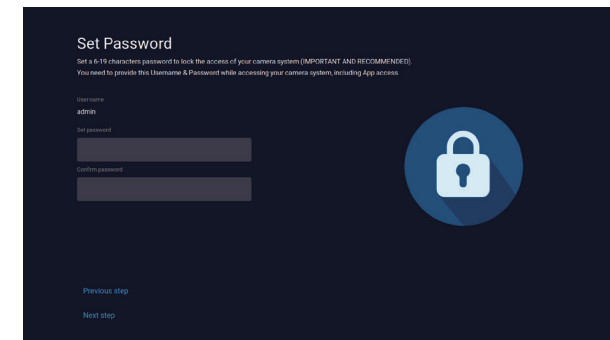 Set Password
Set a 6-19 characters password to lock the access of your camera system (IMPORTANT AND RECOMMENDED).
You need to provide this Username & Password while accessing your camera system, including App access.
Username
admin
Set password
Confirm password
Previous step
Next step